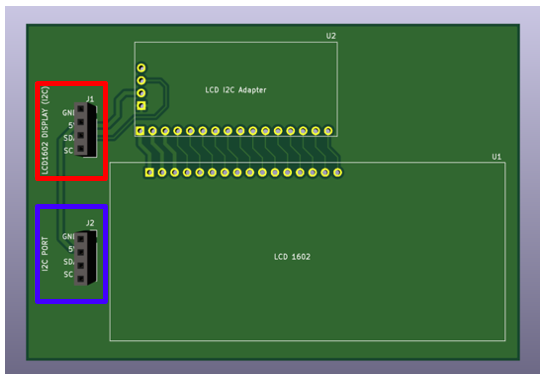 U2
LCD I2C Adapter
J1
LCD1602 DISPLAY (I2C)
GN
5
SD
SC
U1
LCD 1602
J2
I2C PORT
GN
5
SD
SC